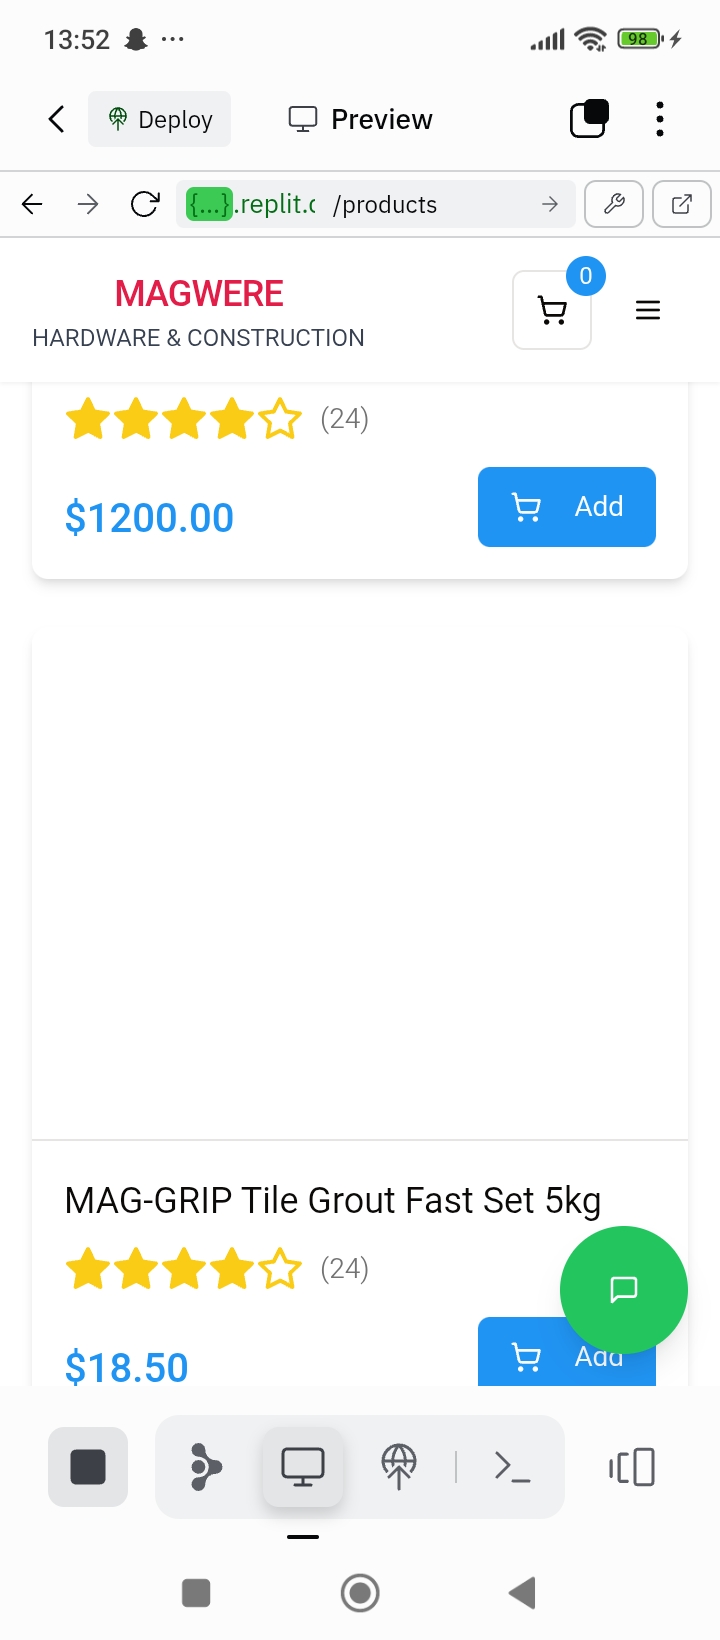 13:52
98
Deploy
Preview
{...}.replit.c /products
MAGWERE
HARDWARE & CONSTRUCTION
0
(24)
$1200.00
Add
MAG-GRIP Tile Grout Fast Set 5kg
(24)
$18.50
Add